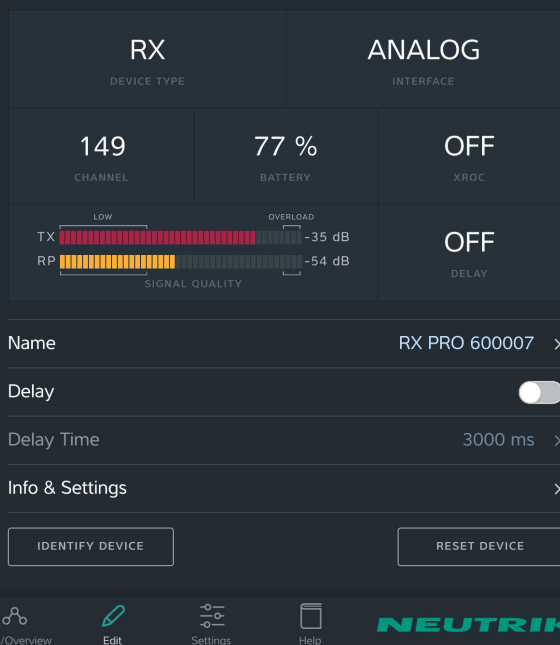 RX
DEVICE TYPE
ANALOG
INTERFACE
149
CHANNEL
77 %
BATTERY
OFF
XROC
LOW
OVERLOAD
TX
-35 dB
RP
-54 dB
SIGNAL QUALITY
OFF
DELAY
Name
RX PRO 600007
Delay
Delay Time
3000 ms
Info & Settings
IDENTIFY DEVICE
RESET DEVICE
/Overview
Edit
Settings
Help
NEUTRIK